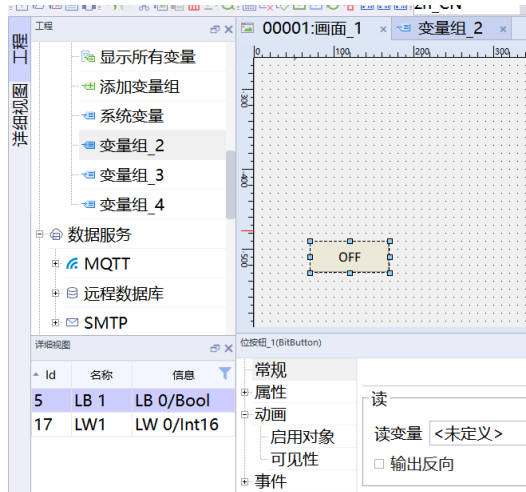 zh_CN
工程
详细视图
工程
显示所有变量
添加变量组
系统变量
变量组_2
变量组_3
变量组_4
数据服务
MQTT
远程数据库
SMTP
详细视图
Id 名称 信息
5 LB 1 LB 0/Bool
17 LW1 LW 0/Int16
00001:画面_1 × 变量组_2 ×
0 100 200 300
300
400
500
OFF
位按钮_1(BitButton)
常规
属性
动画
启用对象
可见性
事件
读
读变量 <未定义>
输出反向